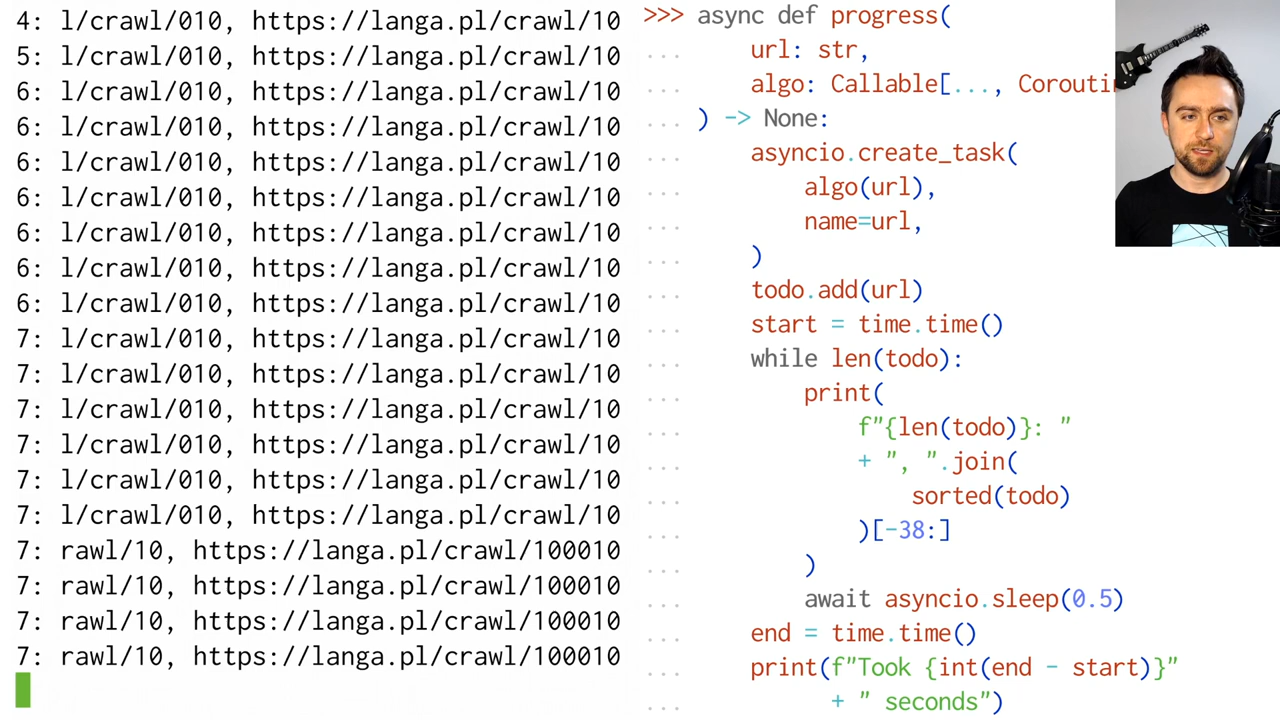 4: l/crawl/010, https://langa.pl/crawl/10
5: l/crawl/010, https://langa.pl/crawl/10
6: l/crawl/010, https://langa.pl/crawl/10
6: l/crawl/010, https://langa.pl/crawl/10
6: l/crawl/010, https://langa.pl/crawl/10
6: l/crawl/010, https://langa.pl/crawl/10
6: l/crawl/010, https://langa.pl/crawl/10
6: l/crawl/010, https://langa.pl/crawl/10
6: l/crawl/010, https://langa.pl/crawl/10
7: l/crawl/010, https://langa.pl/crawl/10
7: l/crawl/010, https://langa.pl/crawl/10
7: l/crawl/010, https://langa.pl/crawl/10
7: l/crawl/010, https://langa.pl/crawl/10
7: l/crawl/010, https://langa.pl/crawl/10
7: l/crawl/010, https://langa.pl/crawl/10
7: rawl/10, https://langa.pl/crawl/100010
7: rawl/10, https://langa.pl/crawl/100010
7: rawl/10, https://langa.pl/crawl/100010
7: rawl/10, https://langa.pl/crawl/100010
>>> async def progress(
...     url: str,
...     algo: Callable[..., Corouti
... ) -> None:
...     asyncio.create_task(
...         algo(url),
...         name=url,
...     )
...     todo.add(url)
...     start = time.time()
...     while len(todo):
...         print(
...             f"{len(todo)}: "
...             + ", ".join(
...                 sorted(todo)
...             )[-38:]
...         )
...         await asyncio.sleep(0.5)
...     end = time.time()
...     print(f"Took {int(end - start)}"
...           + " seconds")